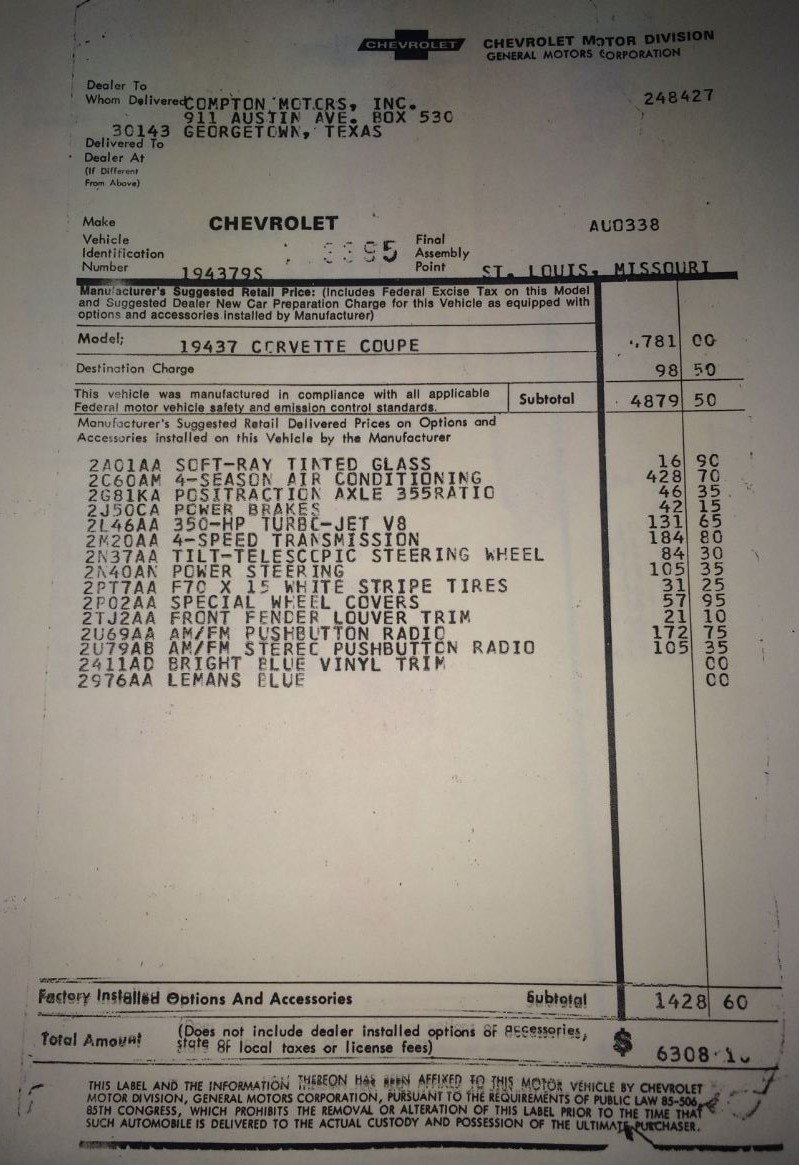 CHEVROLET CHEVROLET MOTOR DIVISION
GENERAL MOTORS CORPORATION
Dealer To
Whom Delivered COMPTON MOTORS, INC. 248427
911 AUSTIN AVE. BOX 530
30143 GEORGETOWN, TEXAS
Delivered To
Dealer At
(If Different
From Above)
Make CHEVROLET AU0338
Vehicle Final
Identification Assembly
Number 194379S Point ST. LOUIS, MISSOURI
Manufacturer's Suggested Retail Price: (Includes Federal Excise Tax on this Model
and Suggested Dealer New Car Preparation Charge for this Vehicle as equipped with
options and accessories installed by Manufacturer)
Model; 19437 CORVETTE COUPE 781 00
Destination Charge 98 50
This vehicle was manufactured in compliance with all applicable
Federal motor vehicle safety and emission control standards. Subtotal 4879 50
Manufacturer's Suggested Retail Delivered Prices on Options and
Accessories installed on this Vehicle by the Manufacturer
2A01AA SOFT-RAY TINTED GLASS 16 90
2C60AM 4-SEASON AIR CONDITIONING 428 70
2G81KA POSITRACTION AXLE 355RATIO 46 35
2J50CA POWER BRAKES 42 15
2L46AA 350-HP TURBO-JET V8 131 65
2M20AA 4-SPEED TRANSMISSION 184 80
2N37AA TILT-TELESCOPIC STEERING WHEEL 84 30
2N40AN POWER STEERING 105 35
2PT7AA F70 X 15 WHITE STRIPE TIRES 31 25
2P02AA SPECIAL WHEEL COVERS 57 95
2TJ2AA FRONT FENDER LOUVER TRIM 21 10
2U69AA AM/FM PUSHBUTTON RADIO 172 75
2U79AB AM/FM STEREO PUSHBUTTON RADIO 105 35
2411AD BRIGHT BLUE VINYL TRIM 00
2976AA LEMANS BLUE 00
Factory Installed Options And Accessories Subtotal 1428 60
Total Amount (Does not include dealer installed options or accessories,
state or local taxes or license fees) $ 6308
THIS LABEL AND THE INFORMATION THEREON HAS BEEN AFFIXED TO THIS MOTOR VEHICLE BY CHEVROLET
MOTOR DIVISION, GENERAL MOTORS CORPORATION, PURSUANT TO THE REQUIREMENTS OF PUBLIC LAW 85-506,
85TH CONGRESS, WHICH PROHIBITS THE REMOVAL OR ALTERATION OF THIS LABEL PRIOR TO THE TIME THAT
SUCH AUTOMOBILE IS DELIVERED TO THE ACTUAL CUSTODY AND POSSESSION OF THE ULTIMATE PURCHASER.